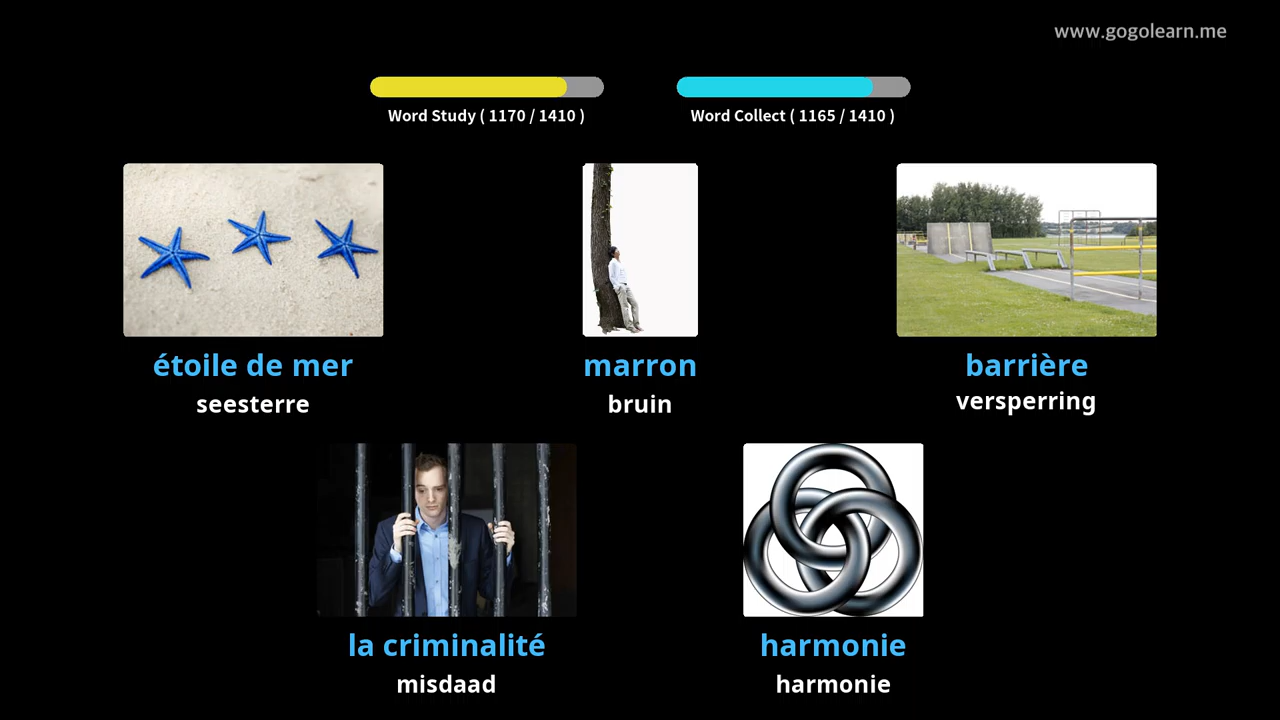 www.gogolearn.me
Word Study ( 1170 / 1410 )
Word Collect ( 1165 / 1410 )
étoile de mer
seesterre
marron
bruin
barrière
versperring
la criminalité
misdaad
harmonie
harmonie